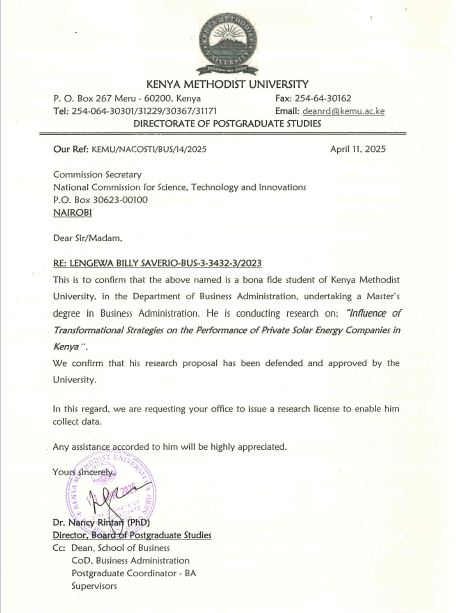 KENYA METHODIST UNIVERSITY
KENYA METHODIST UNIVERSITY
P. O. Box 267 Meru - 60200, Kenya Fax: 254-64-30162
Tel: 254-064-30301/31229/30367/31171 Email: deanrd@kemu.ac.ke
DIRECTORATE OF POSTGRADUATE STUDIES
Our Ref: KEMU/NACOSTI/BUS/14/2025 April 11, 2025
Commission Secretary
National Commission for Science, Technology and Innovations
P.O. Box 30623-00100
NAIROBI
Dear Sir/Madam,
RE: LENGEWA BILLY SAVERIO-BUS-3-3432-3/2023
This is to confirm that the above named is a bona fide student of Kenya Methodist
University, in the Department of Business Administration, undertaking a Master's
degree in Business Administration. He is conducting research on; "Influence of
Transformational Strategies on the Performance of Private Solar Energy Companies in
Kenya ".
We confirm that his research proposal has been defended and approved by the
University.
In this regard, we are requesting your office to issue a research license to enable him
collect data.
Any assistance accorded to him will be highly appreciated.
Yours sincerely,
KENYA METHODIST UNIVERSITY
2025
Dr. Nancy Rintari (PhD)
Director, Board of Postgraduate Studies
Cc: Dean, School of Business
CoD, Business Administration
Postgraduate Coordinator - BA
Supervisors